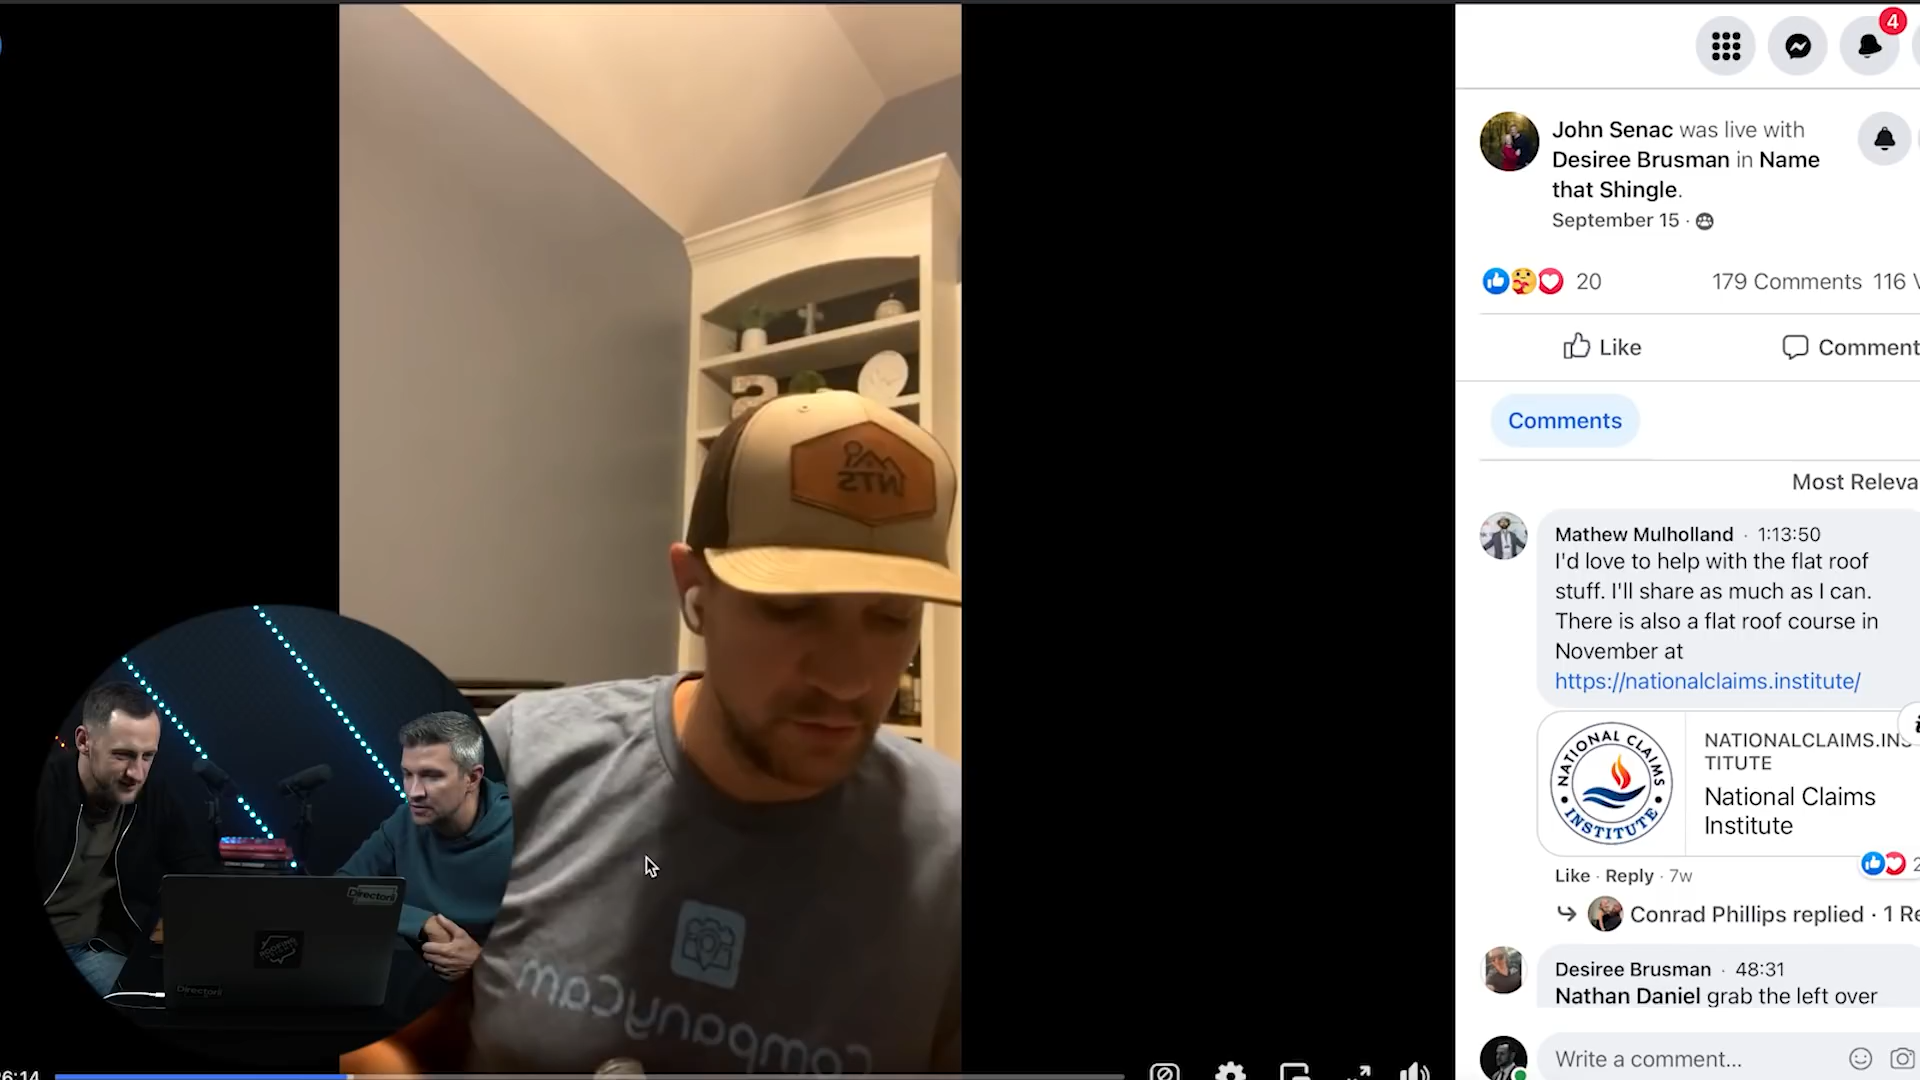 4
John Senac was live with
Desiree Brusman in Name
that Shingle.
September 15 ·
20
179 Comments 116 V
Like
Comment
Comments
Most Releva
Mathew Mulholland · 1:13:50
I'd love to help with the flat roof
stuff. I'll share as much as I can.
There is also a flat roof course in
November at
https://nationalclaims.institute/
NATIONAL CLAIMS
INSTITUTE
NATIONALCLAIMS.INS
TITUTE
National Claims
Institute
Like · Reply · 7w
2
Conrad Phillips replied · 1 Re
Desiree Brusman · 48:31
Nathan Daniel grab the left over
Write a comment...
NTS
CompanyCam
S
Directorii
ROOFING
Directorii
6:14